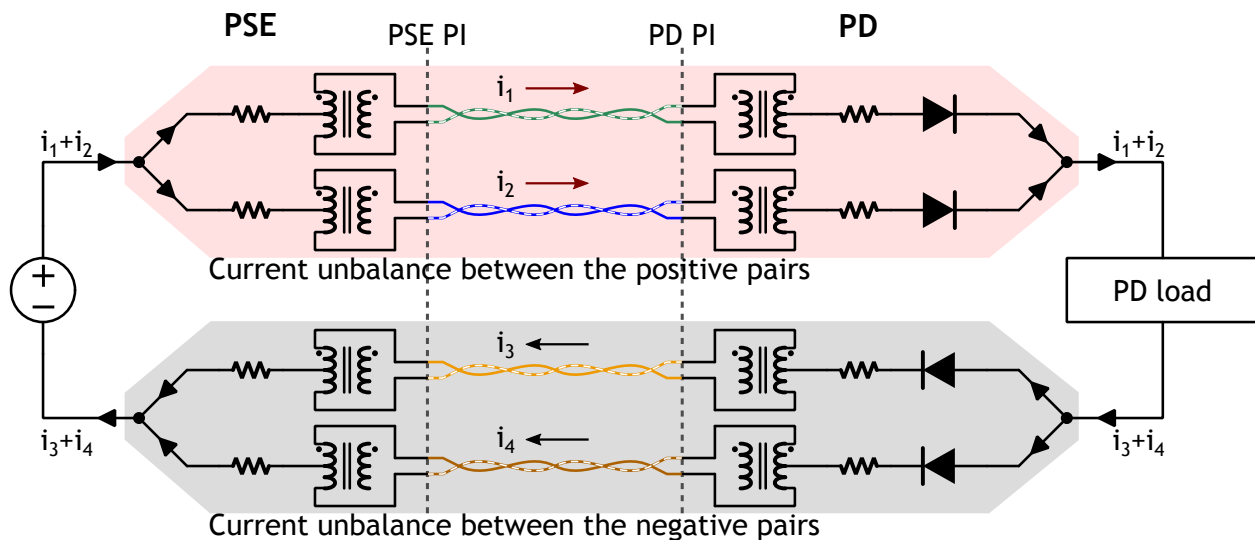 PSE
PD
PSE PI
PD PI
i₁
i₁+i₂
i₁+i₂
i₂
Current unbalance between the positive pairs
+
−
PD load
i₃
i₄
i₃+i₄
i₃+i₄
Current unbalance between the negative pairs